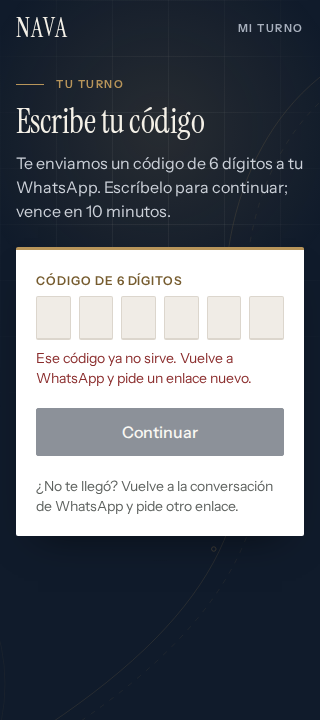 NAVA
MI TURNO
TU TURNO
Escribe tu código
Te enviamos un código de 6 dígitos a tu
WhatsApp. Escríbelo para continuar;
vence en 10 minutos.
CÓDIGO DE 6 DÍGITOS
Ese código ya no sirve. Vuelve a
WhatsApp y pide un enlace nuevo.
Continuar
¿No te llegó? Vuelve a la conversación
de WhatsApp y pide otro enlace.